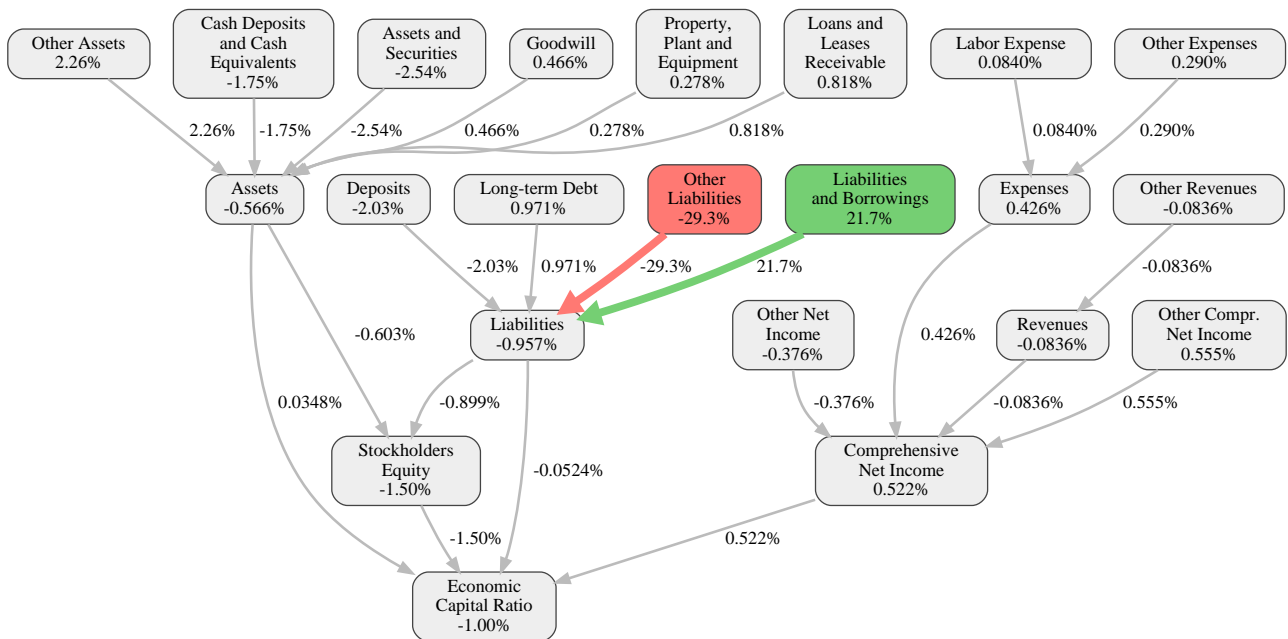 Other Assets
2.26%
Cash Deposits
and Cash
Equivalents
-1.75%
Assets and
Securities
-2.54%
Goodwill
0.466%
Property,
Plant and
Equipment
0.278%
Loans and
Leases
Receivable
0.818%
Labor Expense
0.0840%
Other Expenses
0.290%
2.26%
-1.75%
-2.54%
0.466%
0.278%
0.818%
0.0840%
0.290%
Assets
-0.566%
Deposits
-2.03%
Long-term Debt
0.971%
Other
Liabilities
-29.3%
Liabilities
and Borrowings
21.7%
Expenses
0.426%
Other Revenues
-0.0836%
-2.03%
0.971%
-29.3%
21.7%
-0.0836%
-0.603%
Liabilities
-0.957%
Other Net
Income
-0.376%
0.426%
Revenues
-0.0836%
Other Compr.
Net Income
0.555%
0.0348%
-0.899%
-0.376%
-0.0836%
0.555%
Stockholders
Equity
-1.50%
-0.0524%
Comprehensive
Net Income
0.522%
-1.50%
0.522%
Economic
Capital Ratio
-1.00%